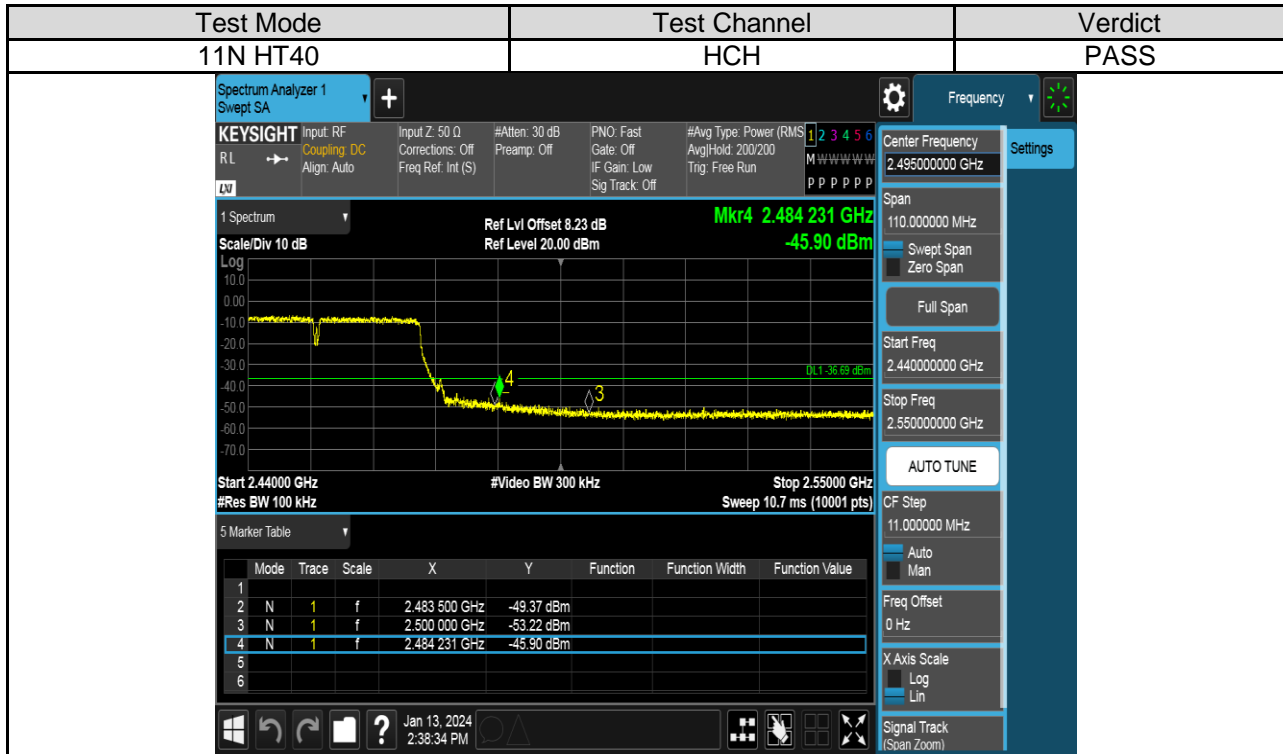 Test Mode Test Channel Verdict
11N HT40 HCH PASS
Spectrum Analyzer 1
Swept SA
+
Frequency
KEYSIGHT Input: RF Input Z: 50 Ω #Atten: 30 dB PNO: Fast #Avg Type: Power (RMS 1 2 3 4 5 6
RL Coupling: DC Corrections: Off Preamp: Off Gate: Off Avg|Hold: 200/200 M W W W W W
Align: Auto Freq Ref: Int (S) IF Gain: Low Trig: Free Run
LXI Sig Track: Off P P P P P P
1 Spectrum Ref Lvl Offset 8.23 dB Mkr4 2.484 231 GHz
Scale/Div 10 dB Ref Level 20.00 dBm -45.90 dBm
Log
10.0
0.00
-10.0
-20.0
-30.0
DL1 -36.69 dBm
-40.0
4
3
-50.0
-60.0
-70.0
Start 2.44000 GHz #Video BW 300 kHz Stop 2.55000 GHz
#Res BW 100 kHz Sweep 10.7 ms (10001 pts)
5 Marker Table
Mode Trace Scale X Y Function Function Width Function Value
1
2 N 1 f 2.483 500 GHz -49.37 dBm
3 N 1 f 2.500 000 GHz -53.22 dBm
4 N 1 f 2.484 231 GHz -45.90 dBm
5
6
?
Jan 13, 2024
2:38:34 PM
Center Frequency
2.495000000 GHz
Settings
Span
110.000000 MHz
Swept Span
Zero Span
Full Span
Start Freq
2.440000000 GHz
Stop Freq
2.550000000 GHz
AUTO TUNE
CF Step
11.000000 MHz
Auto
Man
Freq Offset
0 Hz
X Axis Scale
Log
Lin
Signal Track
(Span Zoom)